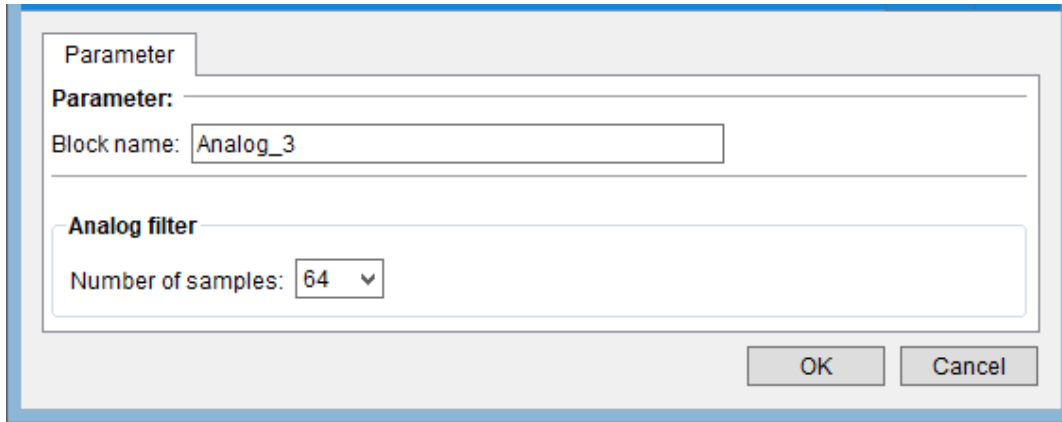 Parameter
Parameter:
Block name: Analog_3
Analog filter
Number of samples: 64
OK Cancel